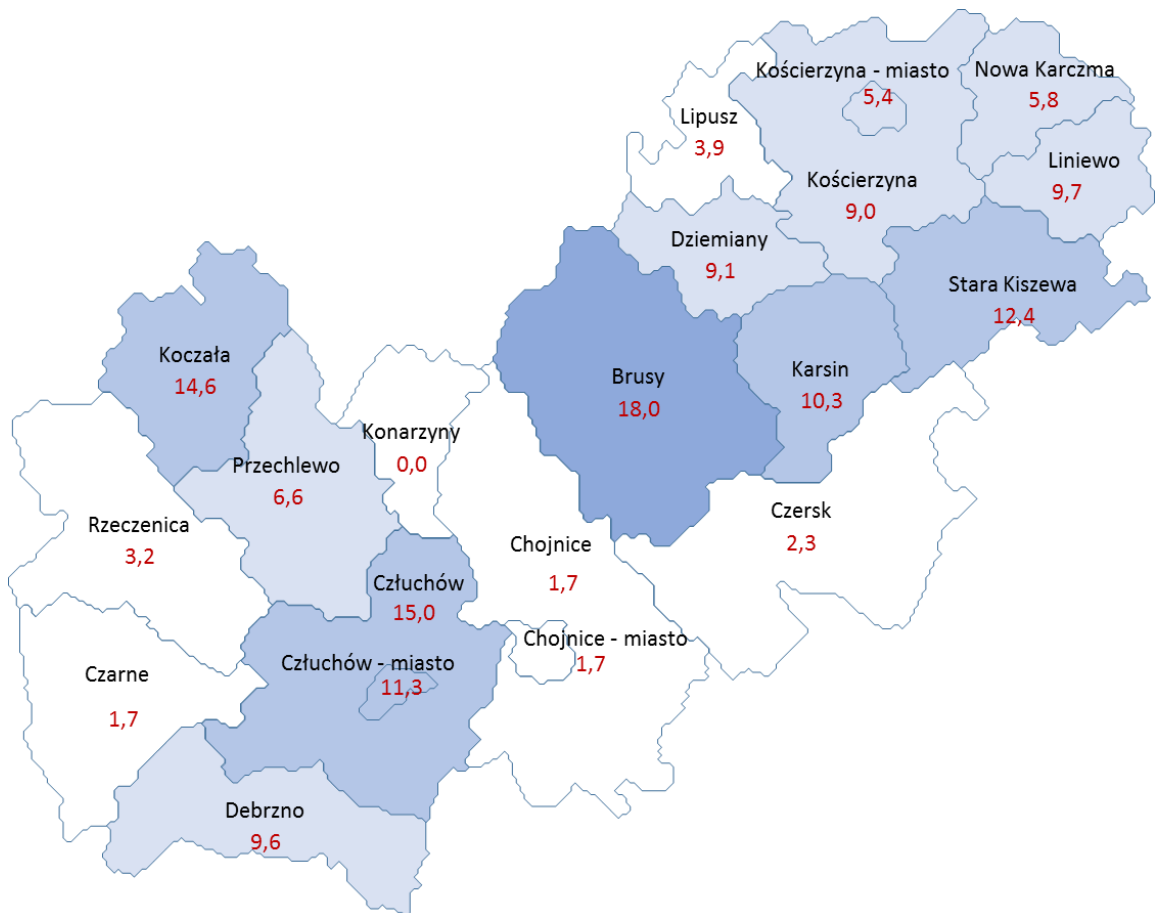 Kościerzyna - miasto
5,4
Nowa Karczma
5,8
Lipusz
3,9
Liniewo
9,7
Kościerzyna
9,0
Dziemiany
9,1
Stara Kiszewa
12,4
Koczała
14,6
Brusy
18,0
Karsin
10,3
Konarzyny
0,0
Przechlewo
6,6
Rzeczenica
3,2
Czersk
2,3
Chojnice
1,7
Człuchów
15,0
Chojnice - miasto
1,7
Człuchów - miasto
11,3
Czarne
1,7
Debrzno
9,6